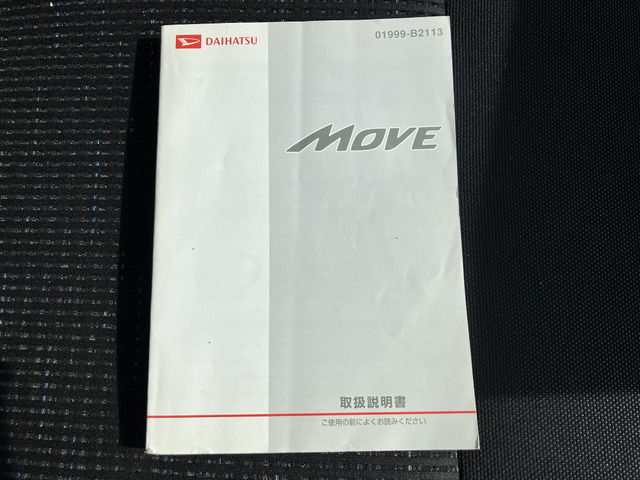 DAIHATSU
01999-B2113
MOVE
取扱説明書
ご使用の前によくお読みください